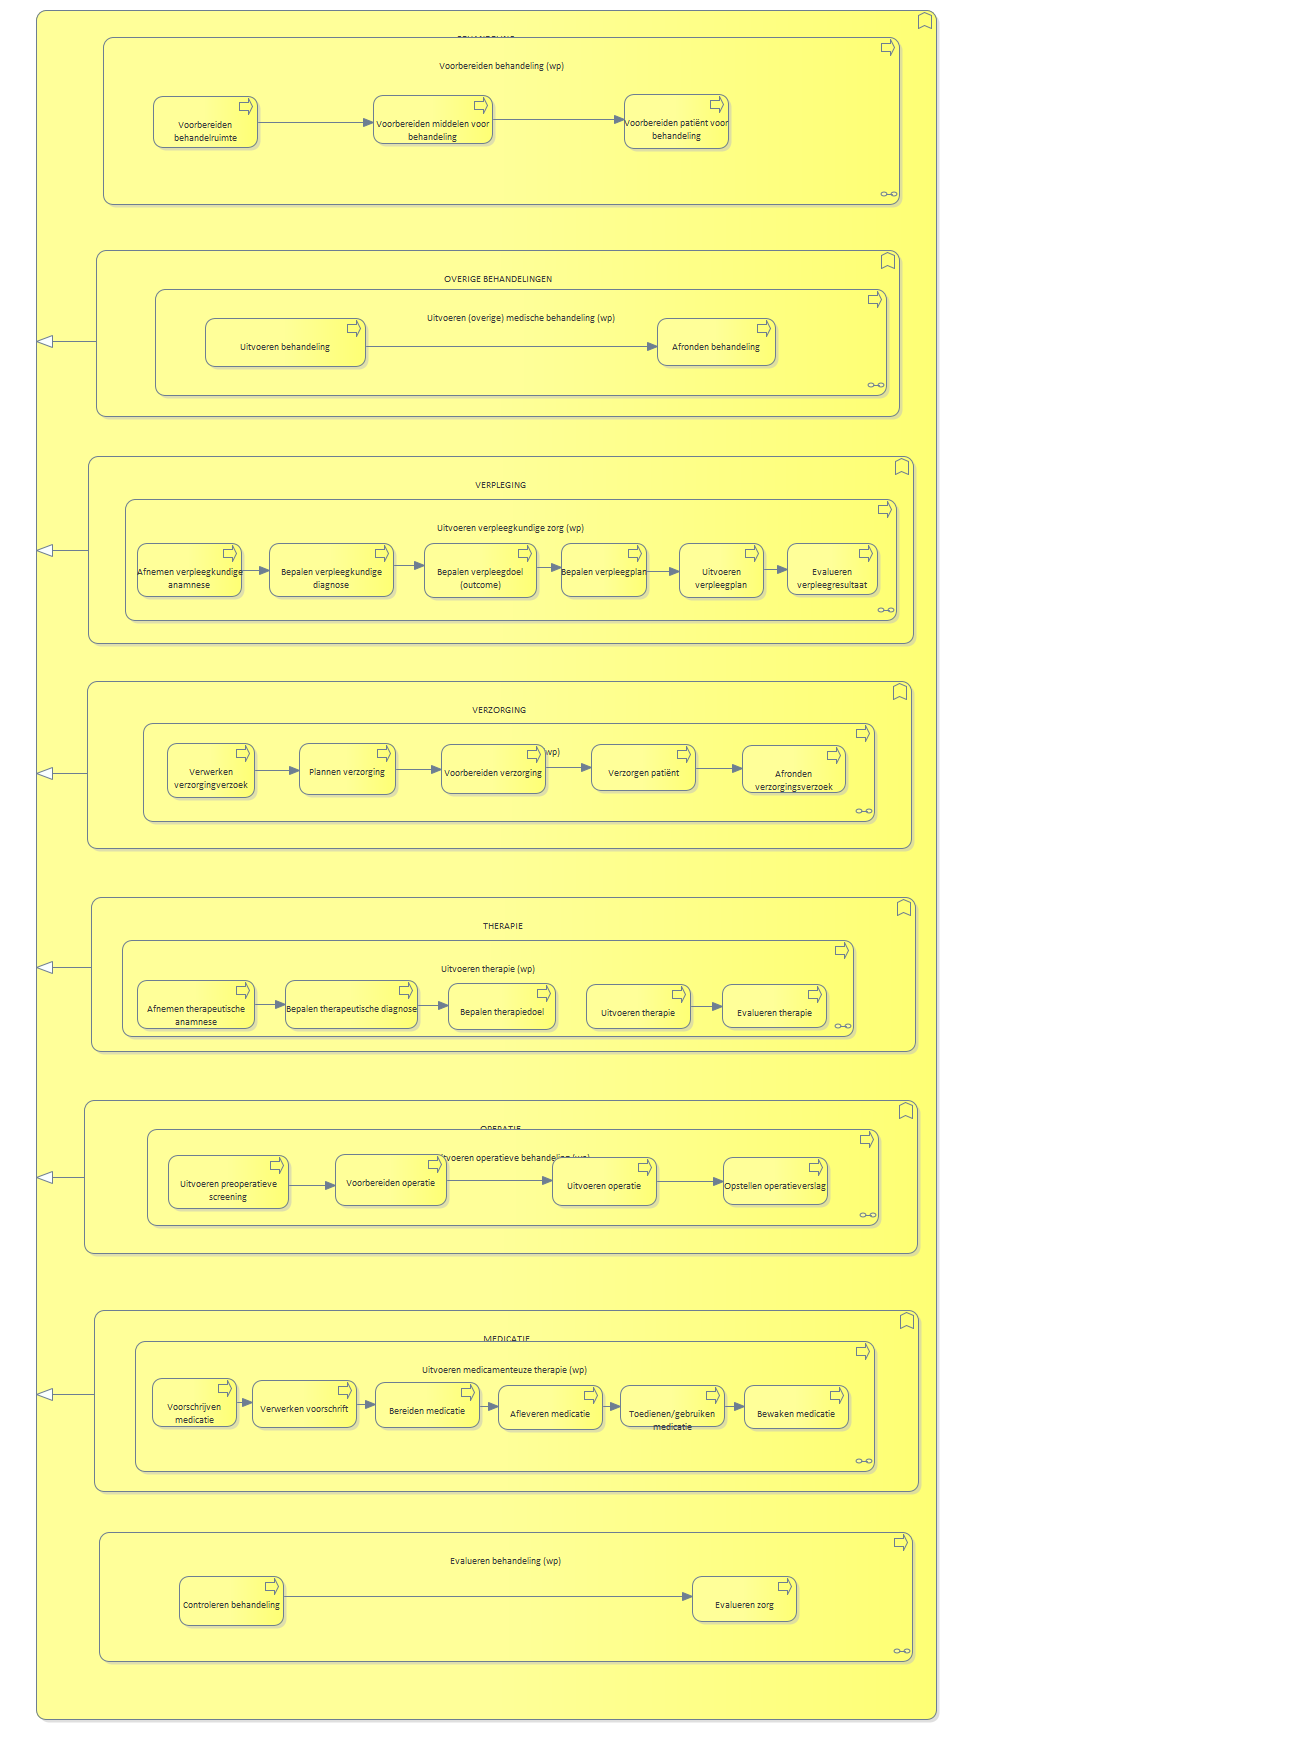 Voorbereiden behandeling (wp)
Voorbereiden
behandelruimte
Voorbereiden middelen voor
behandeling
Voorbereiden patiënt voor
behandeling
OVERIGE BEHANDELINGEN
Uitvoeren (overige) medische behandeling (wp)
Uitvoeren behandeling
Afronden behandeling
VERPLEGING
Uitvoeren verpleegkundige zorg (wp)
Afnemen verpleegkundige
anamnese
Bepalen verpleegkundige
diagnose
Bepalen verpleegdoel
(outcome)
Bepalen verpleegplan
Uitvoeren
verpleegplan
Evalueren
verpleegresultaat
VERZORGING
wp)
Verwerken
verzorgingverzoek
Plannen verzorging
Voorbereiden verzorging
Verzorgen patiënt
Afronden
verzorgingsverzoek
THERAPIE
Uitvoeren therapie (wp)
Afnemen therapeutische
anamnese
Bepalen therapeutische diagnose
Bepalen therapiedoel
Uitvoeren therapie
Evalueren therapie
OPERATIE
itvoeren operatieve behandeling (wp)
Uitvoeren preoperatieve
screening
Voorbereiden operatie
Uitvoeren operatie
Opstellen operatieverslag
MEDICATIE
Uitvoeren medicamenteuze therapie (wp)
Voorschrijven
medicatie
Verwerken voorschrift
Bereiden medicatie
Afleveren medicatie
Toedienen/gebruiken
medicatie
Bewaken medicatie
Evalueren behandeling (wp)
Controleren behandeling
Evalueren zorg